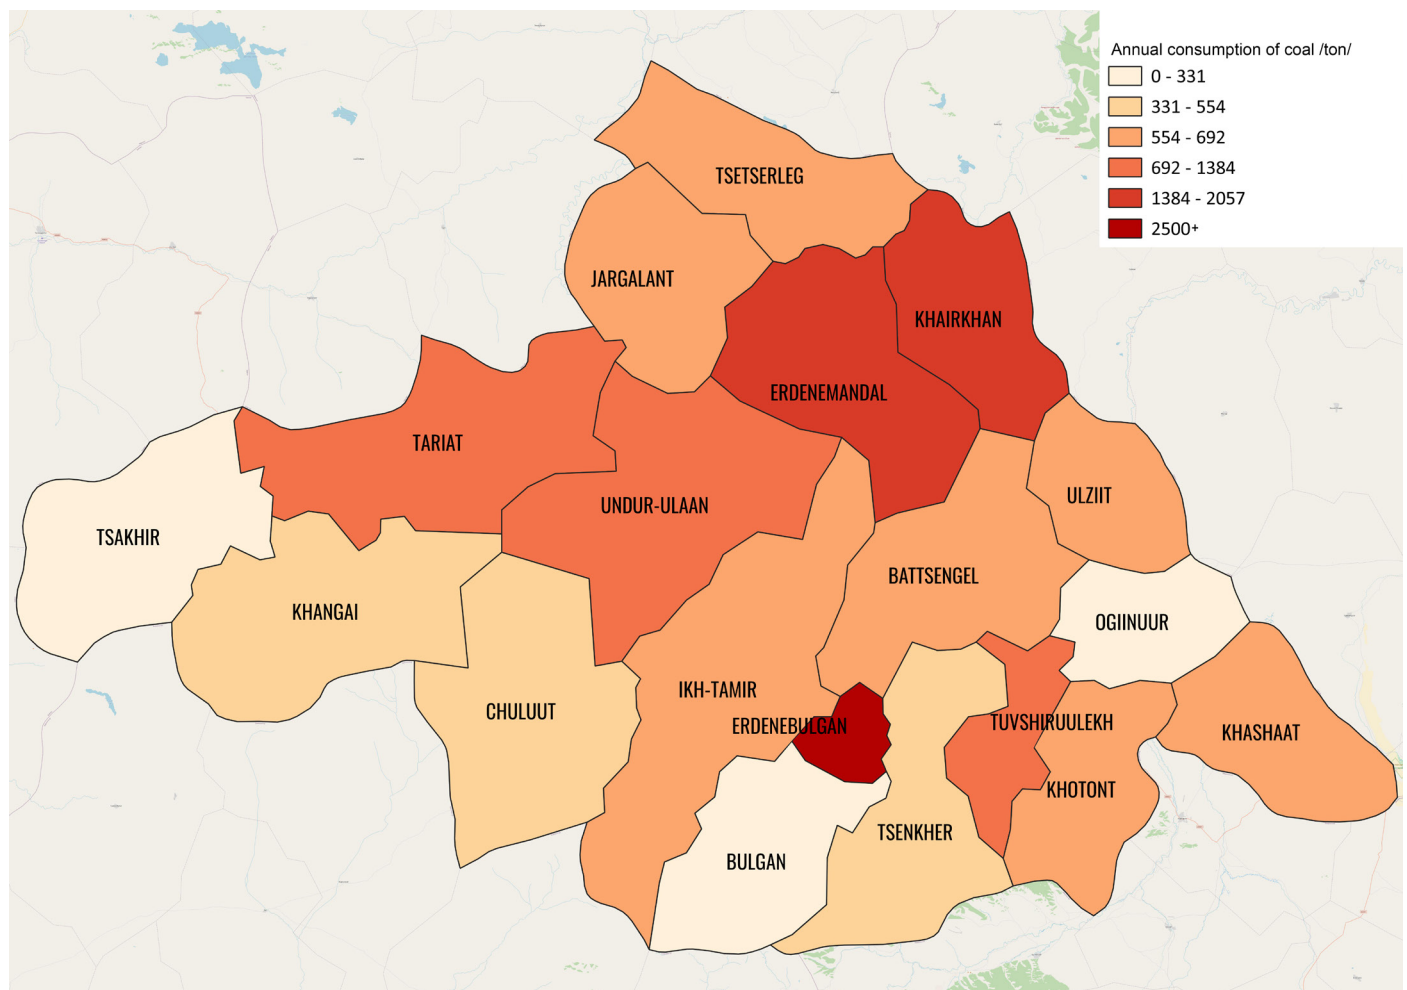 Annual consumption of coal /ton/
0 - 331
331 - 554
554 - 692
692 - 1384
1384 - 2057
2500+
TSETSERLEG
JARGALANT
KHAIRKHAN
ERDENEMANDAL
TARIAT
ULZIIT
UNDUR-ULAAN
TSAKHIR
BATTSENGEL
KHANGAI
OGIINUUR
IKH-TAMIR
CHULUUT
TUVSHIRUULEKH
ERDENEBULGAN
KHASHAAT
KHOTONT
TSENKHER
BULGAN